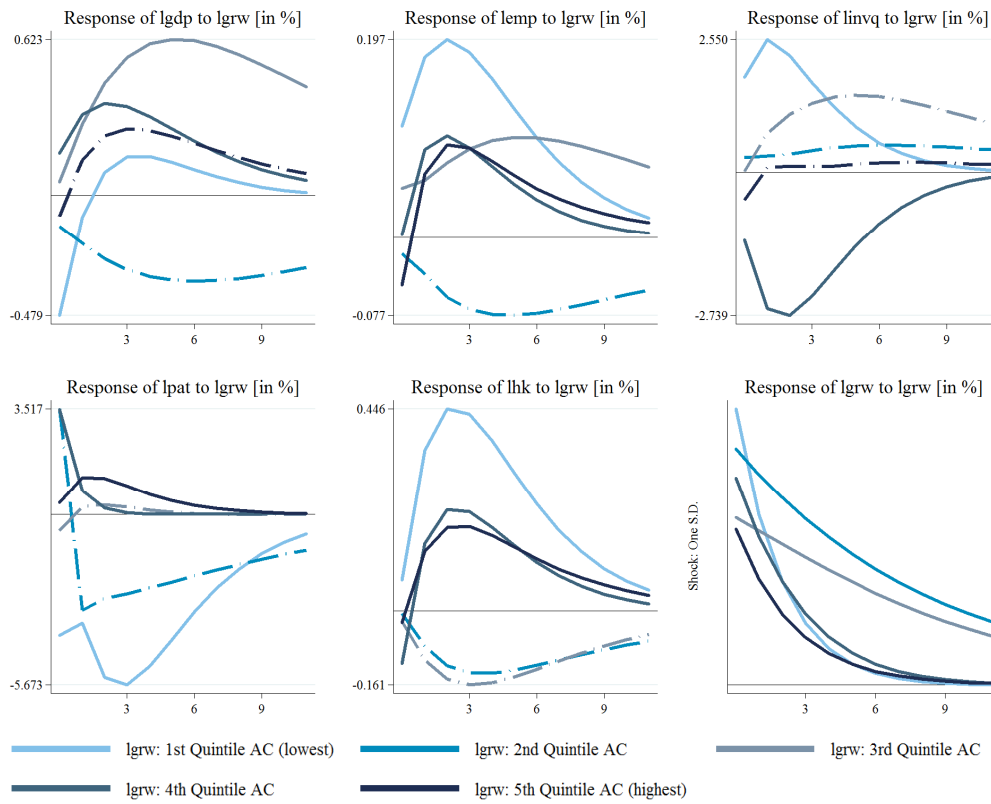 Response of lgdp to lgrw [in %]
Response of lemp to lgrw [in %]
Response of linvq to lgrw [in %]
0.623
-0.479
3 6 9
0.197
-0.077
3 6 9
2.550
-2.739
3 6 9
Response of lpat to lgrw [in %]
Response of lhk to lgrw [in %]
Response of lgrw to lgrw [in %]
3.517
-5.673
3 6 9
0.446
-0.161
3 6 9
Shock: One S.D.
3 6 9
lgrw: 1st Quintile AC (lowest)
lgrw: 2nd Quintile AC
lgrw: 3rd Quintile AC
lgrw: 4th Quintile AC
lgrw: 5th Quintile AC (highest)